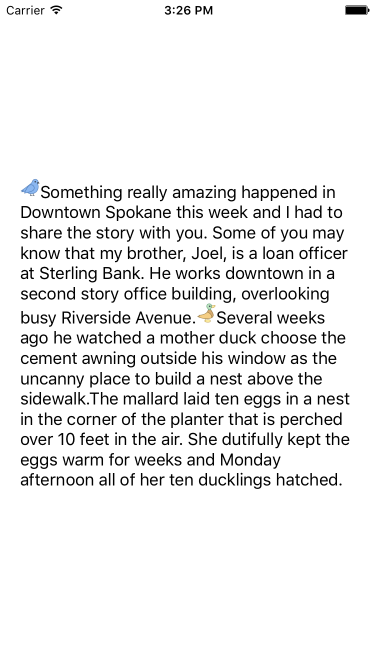 Carrier 3:26 PM
Something really amazing happened in
Downtown Spokane this week and I had to
share the story with you. Some of you may
know that my brother, Joel, is a loan officer
at Sterling Bank. He works downtown in a
second story office building, overlooking
busy Riverside Avenue. Several weeks
ago he watched a mother duck choose the
cement awning outside his window as the
uncanny place to build a nest above the
sidewalk.The mallard laid ten eggs in a nest
in the corner of the planter that is perched
over 10 feet in the air. She dutifully kept the
eggs warm for weeks and Monday
afternoon all of her ten ducklings hatched.